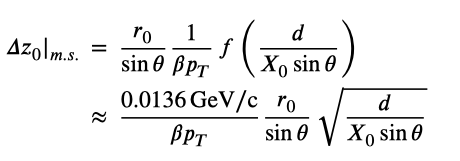 Δz₀|ₘ.ₛ. = r₀/sin θ 1/βp_T f(d/X₀ sin θ)
≈ 0.0136 GeV/c/βp_T r₀/sin θ √(d/X₀ sin θ)